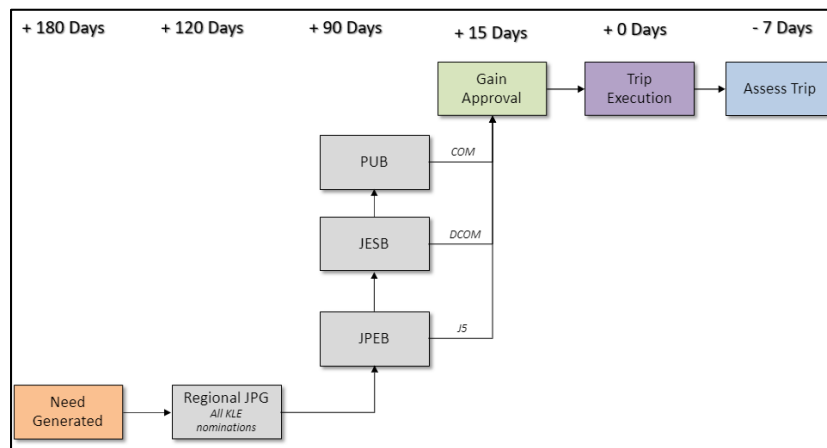 + 180 Days
+ 120 Days
+ 90 Days
+ 15 Days
+ 0 Days
- 7 Days
Gain
Approval
Trip
Execution
Assess Trip
PUB
COM
JESB
DCOM
JPEB
J5
Need
Generated
Regional JPG
All KLE
nominations